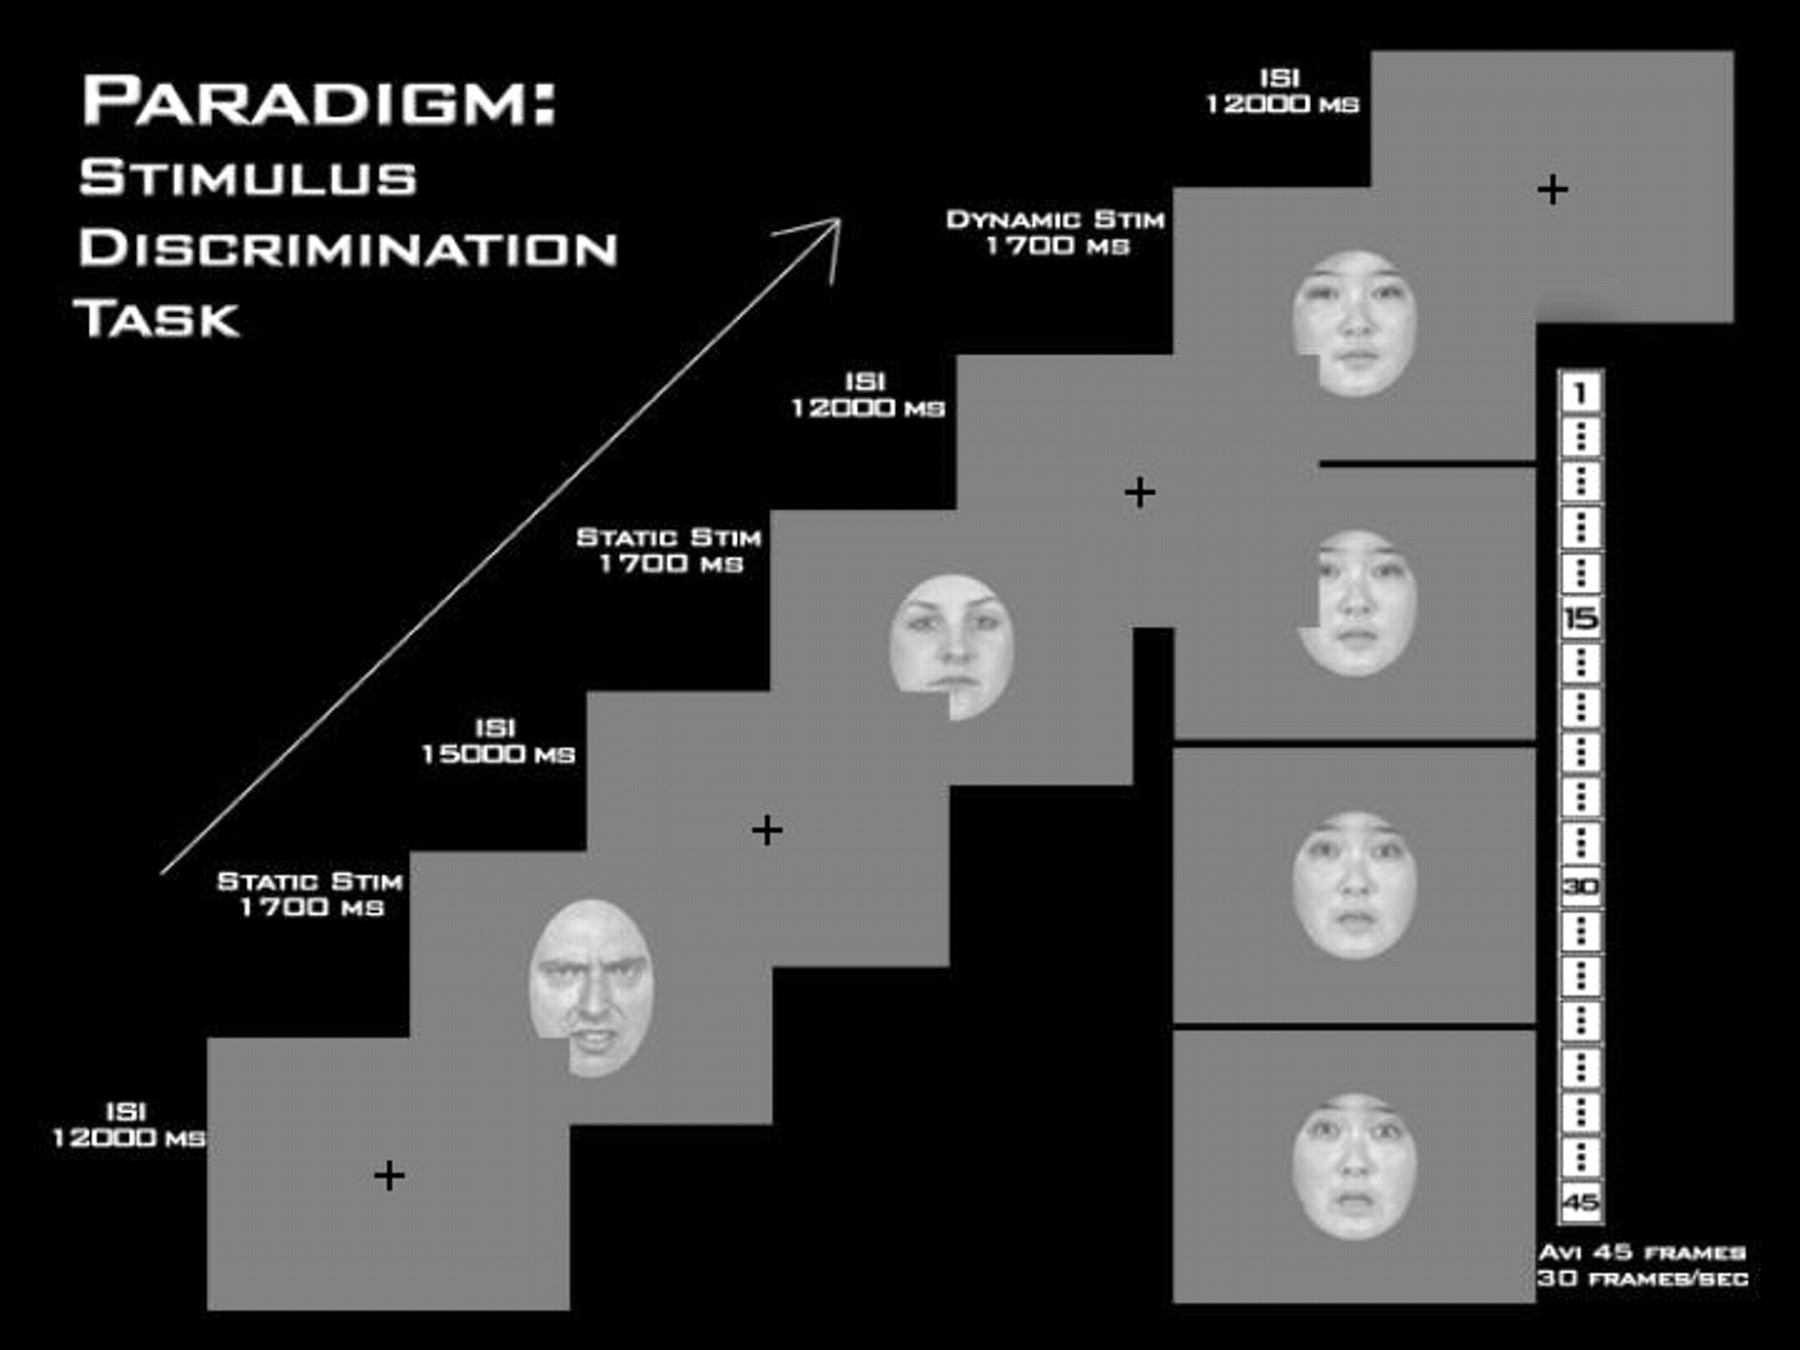 PARADIGM:
STIMULUS
DISCRIMINATION
TASK
ISI
12000 MS
DYNAMIC STIM
1700 MS
ISI
12000 MS
STATIC STIM
1700 MS
ISI
15000 MS
STATIC STIM
1700 MS
ISI
12000 MS
1
15
30
45
AVI 45 FRAMES
30 FRAMES/SEC